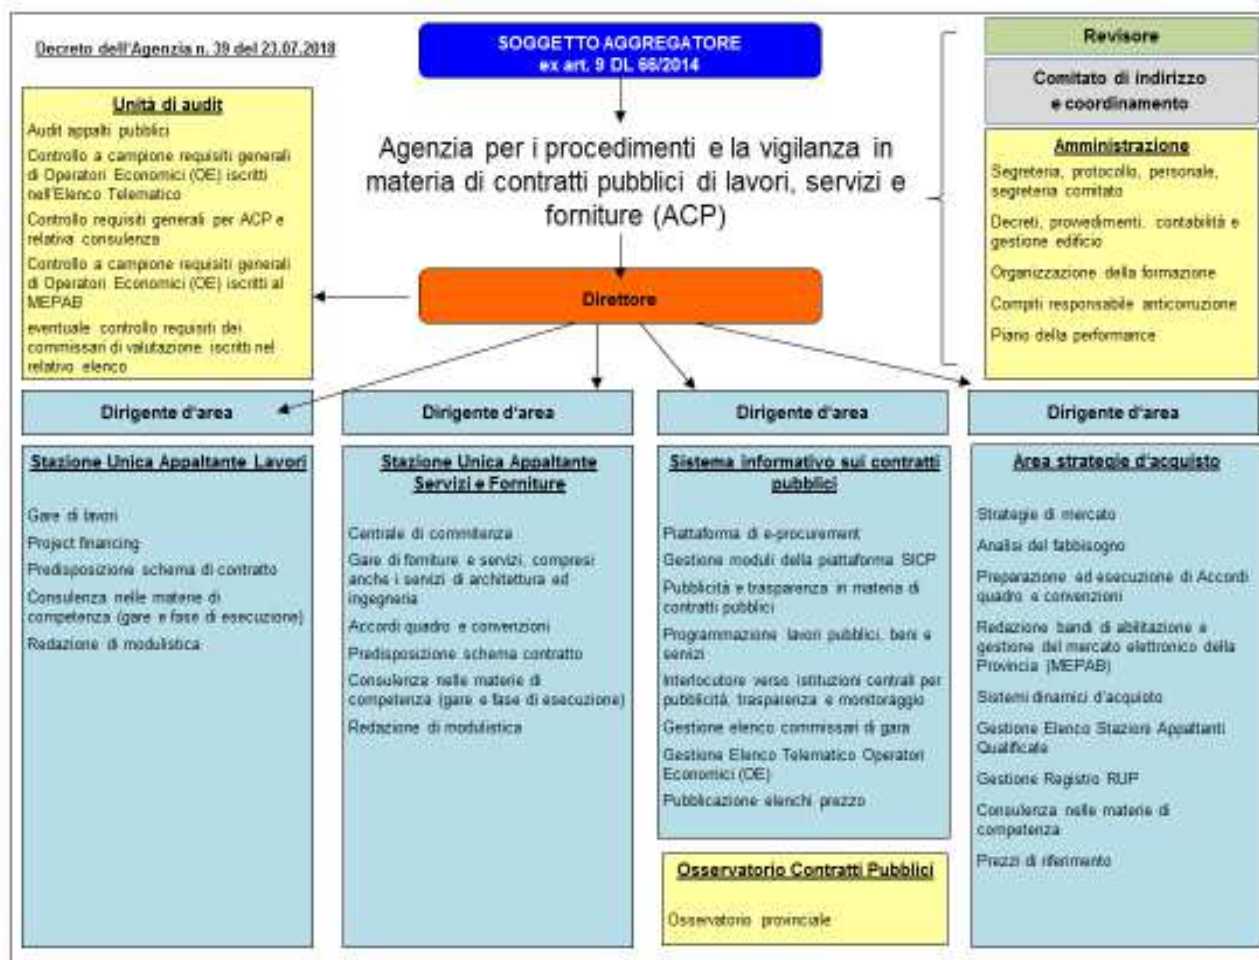 Decreto dell'Agenzia n. 39 del 23.07.2018
SOGGETTO AGGREGATORE
ex art. 9 DL 66/2014
Revisore
Comitato di indirizzo
e coordinamento
Unità di audit
Audit appalti pubblici
Controllo a campione requisiti generali
di Operatori Economici (OE) iscritti
nell'Elenco Telematico
Controllo requisiti generali per ACP e
relativa consulenza
Controllo a campione requisiti generali
di Operatori Economici (OE) iscritti al
MEPAB
eventuale controllo requisiti dei
commissari di valutazione iscritti nel
relativo elenco
Agenzia per i procedimenti e la vigilanza in
materia di contratti pubblici di lavori, servizi e
forniture (ACP)
Direttore
Amministrazione
Segreteria, protocollo, personale,
segreteria comitato
Decreti, provvedimenti, contabilità e
gestione edificio
Organizzazione della formazione
Compiti responsabile anticorruzione
Piano della performance
Dirigente d'area
Stazione Unica Appaltante Lavori
Gare di lavori
Project financing
Predisposizione schema di contratto
Consulenza nelle materie di
competenza (gare e fase di esecuzione)
Redazione di modulistica
Dirigente d'area
Stazione Unica Appaltante
Servizi e Forniture
Centrale di committenza
Gare di forniture e servizi, compresi
anche i servizi di architettura ed
ingegneria
Accordi quadro e convenzioni
Predisposizione schema contratto
Consulenza nelle materie di
competenza (gare e fase di esecuzione)
Redazione di modulistica
Dirigente d'area
Sistema informativo sui contratti
pubblici
Piattaforma di e-procurement
Gestione moduli della piattaforma SICP
Pubblicità e trasparenza in materia di
contratti pubblici
Programmazione lavori pubblici, beni e
servizi
Interlocutore verso istituzioni centrali per
pubblicità, trasparenza e monitoraggio
Gestione elenco commissari di gara
Gestione Elenco Telematico Operatori
Economici (OE)
Pubblicazione elenchi prezzo
Osservatorio Contratti Pubblici
Osservatorio provinciale
Dirigente d'area
Area strategie d'acquisto
Strategie di mercato
Analisi del fabbisogno
Preparazione ed esecuzione di Accordi
quadro e convenzioni
Redazione bandi di abilitazione e
gestione del mercato elettronico della
Provincia (MEPAB)
Sistemi dinamici d'acquisto
Gestione Elenco Stazioni Appaltanti
Qualificate
Gestione Registro RUP
Consulenza nelle materie di
competenza
Prezzi di riferimento